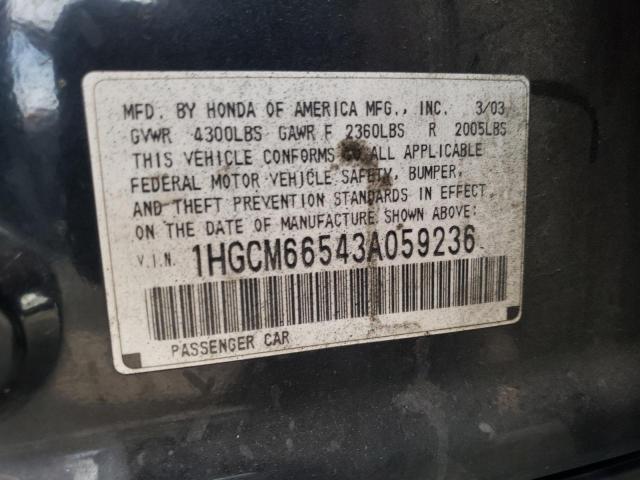 MFD. BY HONDA OF AMERICA MFG., INC. 3/03
GVWR 4300LBS GAWR F 2360LBS R 2005LBS
THIS VEHICLE CONFORMS TO ALL APPLICABLE
FEDERAL MOTOR VEHICLE SAFETY, BUMPER,
AND THEFT PREVENTION STANDARDS IN EFFECT
ON THE DATE OF MANUFACTURE SHOWN ABOVE:
V.I.N. 1HGCM66543A059236
PASSENGER CAR